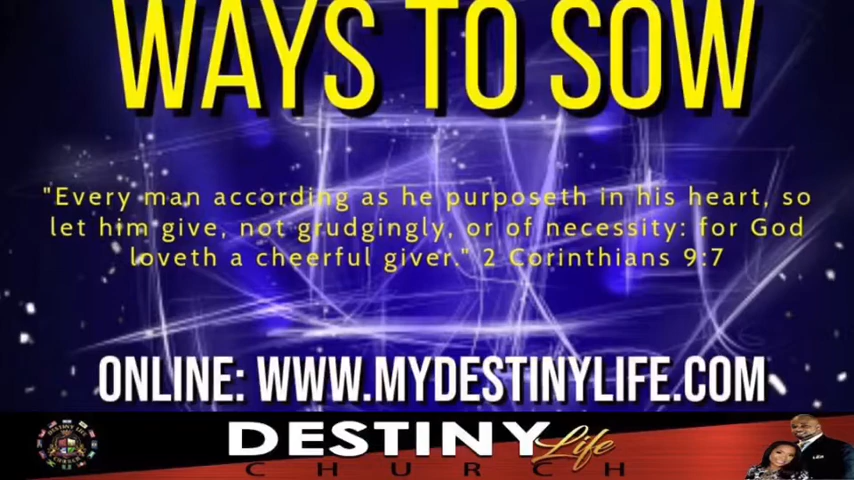 WAYS TO SOW
"Every man according as he purposeth in his heart, so
let him give, not grudgingly, or of necessity: for God
loveth a cheerful giver." 2 Corinthians 9:7
ONLINE: WWW.MYDESTINYLIFE.COM
DESTINY Life
CHURCH